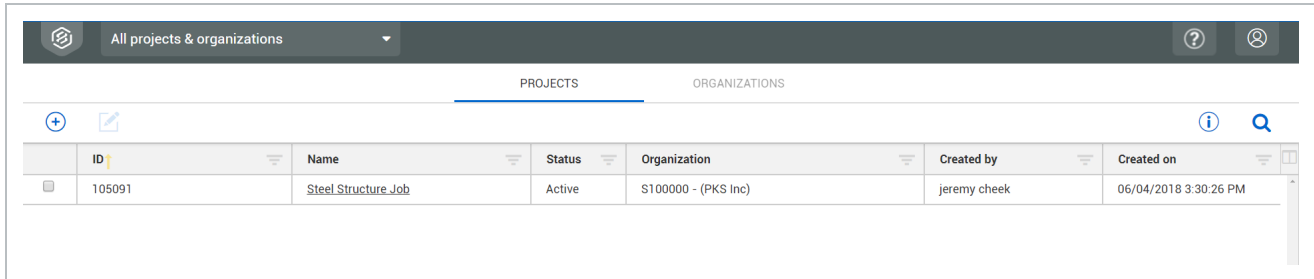 All projects & organizations
PROJECTS ORGANIZATIONS
ID Name Status Organization Created by Created on
105091 Steel Structure Job Active S100000 - (PKS Inc) jeremy cheek 06/04/2018 3:30:26 PM